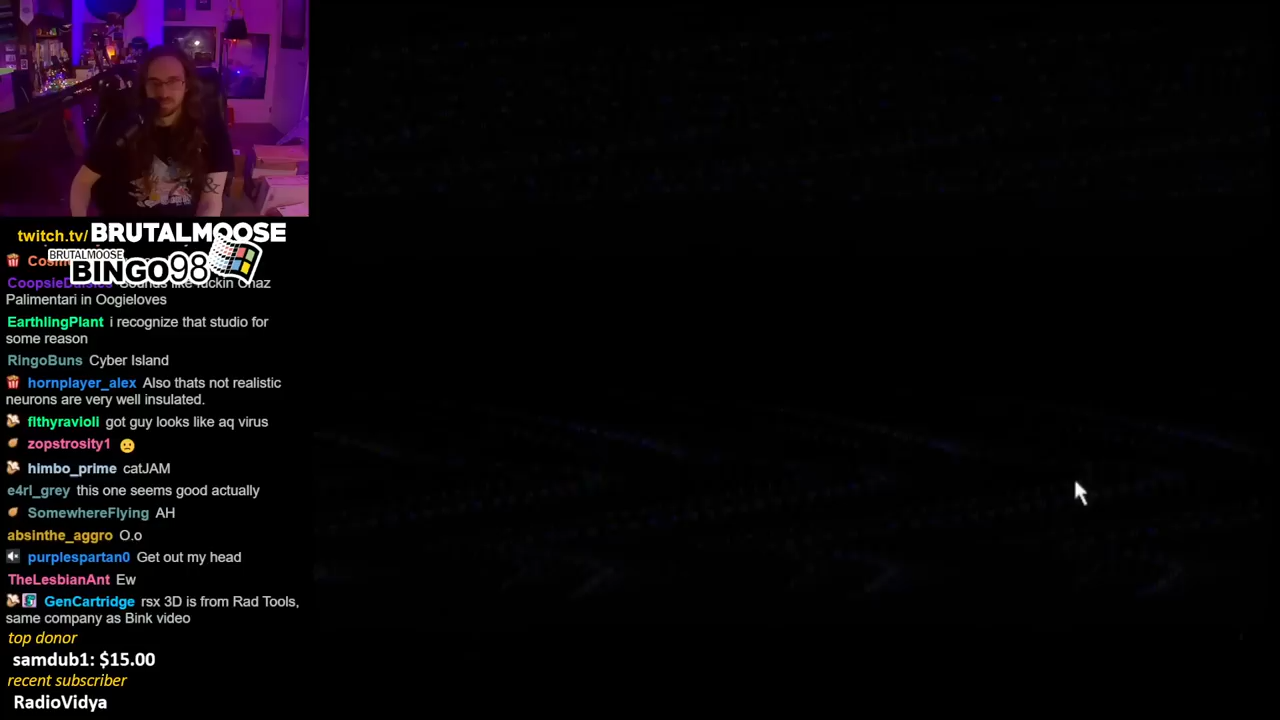 twitch.tv/BRUTALMOOSE
BRUTALMOOSE
BINGO98
CoopsieDaisies Sounds like fuckin Chaz
Palimentari in Oogieloves
EarthlingPlant i recognize that studio for
some reason
RingoBuns Cyber Island
hornplayer_alex Also thats not realistic
neurons are very well insulated.
flthyravioli got guy looks like aq virus
zopstrosity1
himbo_prime catJAM
e4rl_grey this one seems good actually
SomewhereFlying AH
absinthe_aggro O.o
purplespartan0 Get out my head
TheLesbianAnt Ew
GenCartridge rsx 3D is from Rad Tools,
same company as Bink video
top donor
samdub1: $15.00
recent subscriber
RadioVidya